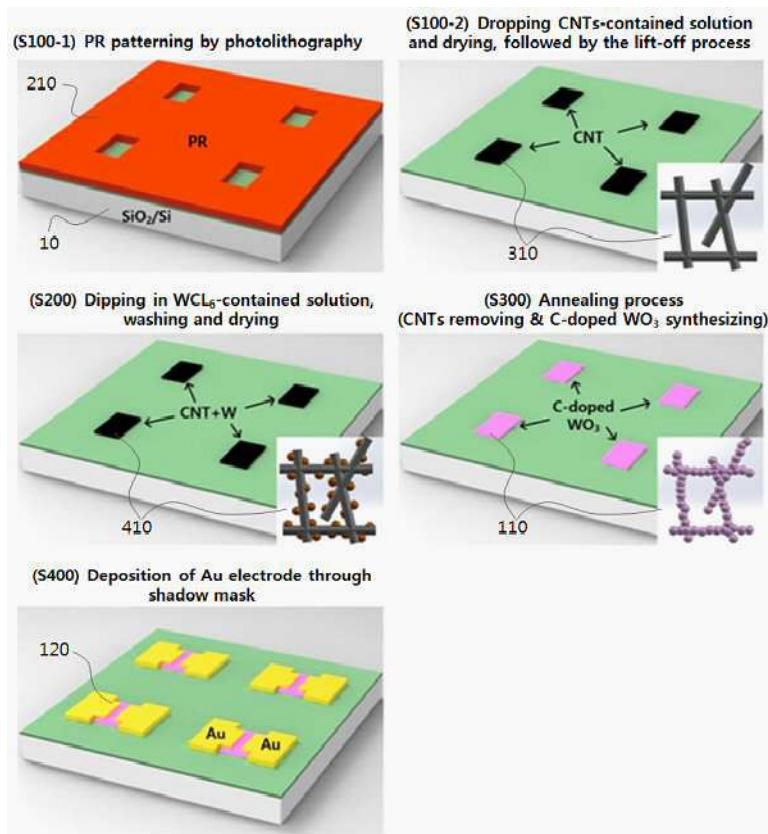 (S100-1) PR patterning by photolithography
210
PR
SiO₂/Si
10
(S100-2) Dropping CNTs-contained solution
and drying, followed by the lift-off process
CNT
310
(S200) Dipping in WCL₆-contained solution,
washing and drying
CNT+W
410
(S300) Annealing process
(CNTs removing & C-doped WO₃ synthesizing)
C-doped
WO₃
110
(S400) Deposition of Au electrode through
shadow mask
120
Au Au